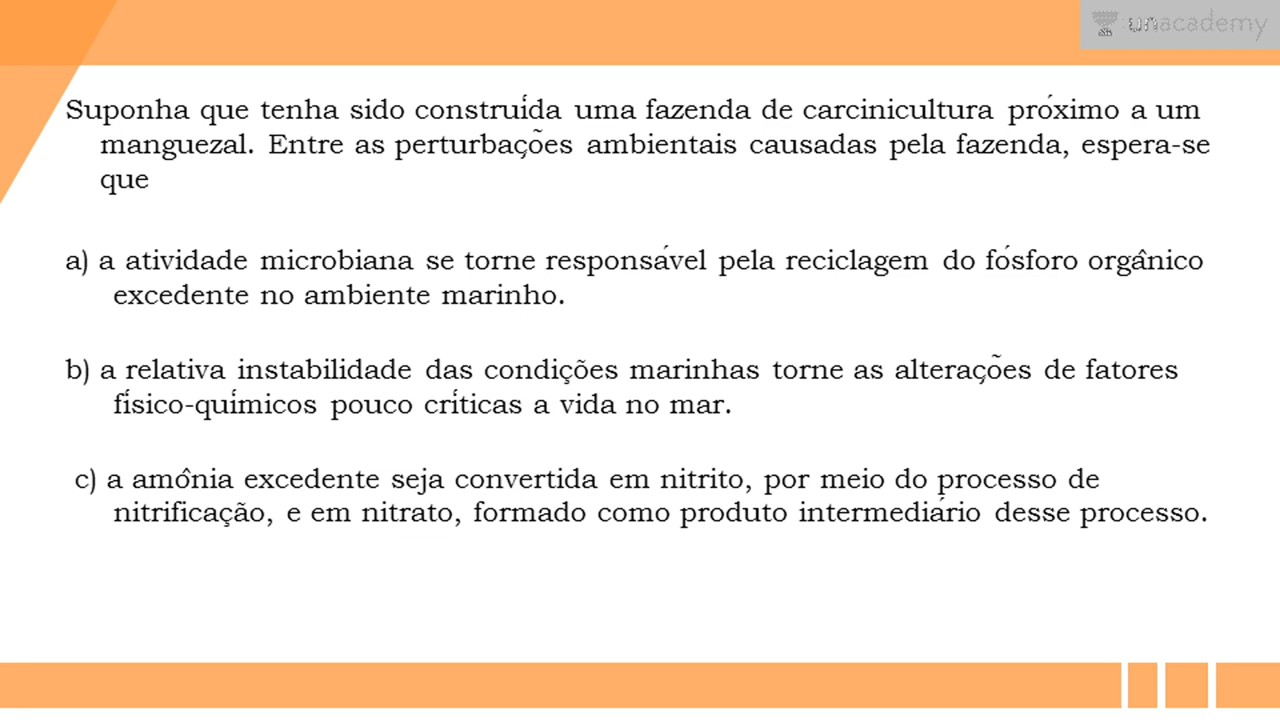 unacademy
Suponha que tenha sido construída uma fazenda de carcinicultura próximo a um
manguezal. Entre as perturbações ambientais causadas pela fazenda, espera-se
que
a) a atividade microbiana se torne responsável pela reciclagem do fósforo orgânico
excedente no ambiente marinho.
b) a relativa instabilidade das condições marinhas torne as alterações de fatores
físico-químicos pouco críticas a vida no mar.
c) a amônia excedente seja convertida em nitrito, por meio do processo de
nitrificação, e em nitrato, formado como produto intermediário desse processo.